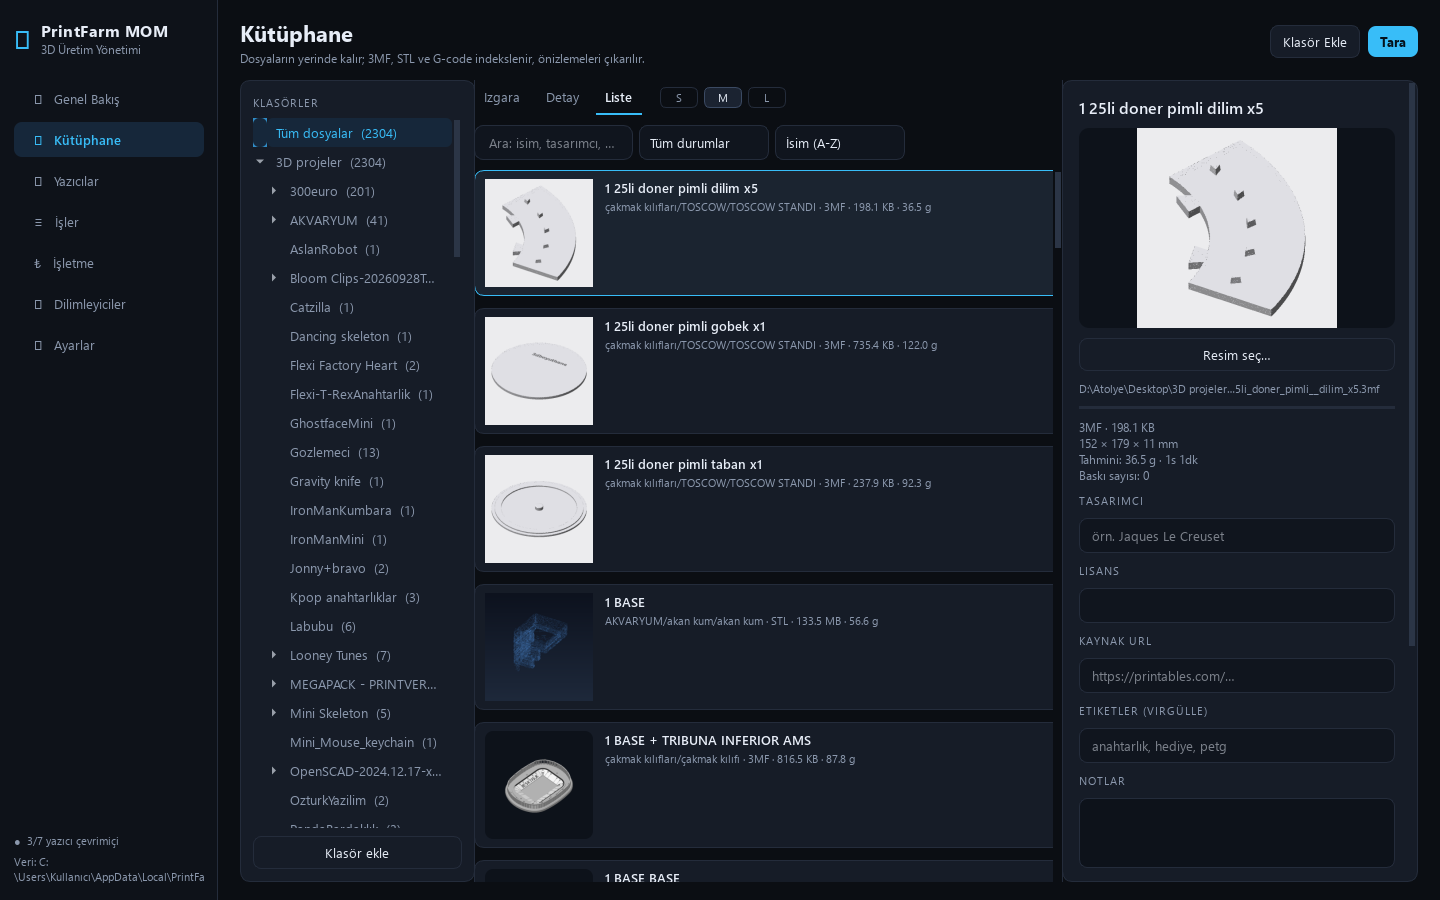 PrintFarm MOM
3D Üretim Yönetimi
Genel Bakış
Kütüphane
Yazıcılar
İşler
₺ İşletme
Dilimleyiciler
Ayarlar
● 3/7 yazıcı çevrimiçi
Veri: C:
\Users\Kullanıcı\AppData\Local\PrintFa
Kütüphane
Dosyaların yerinde kalır; 3MF, STL ve G-code indekslenir, önizlemeleri çıkarılır.
Klasör Ekle
Tara
KLASÖRLER
Tüm dosyalar (2304)
3D projeler (2304)
300euro (201)
AKVARYUM (41)
AslanRobot (1)
Bloom Clips-20260928T...
Catzilla (1)
Dancing skeleton (1)
Flexi Factory Heart (2)
Flexi-T-RexAnahtarlik (1)
GhostfaceMini (1)
Gozlemeci (13)
Gravity knife (1)
IronManKumbara (1)
IronManMini (1)
Jonny+bravo (2)
Kpop anahtarlıklar (3)
Labubu (6)
Looney Tunes (7)
MEGAPACK - PRINTVER...
Mini Skeleton (5)
Mini_Mouse_keychain (1)
OpenSCAD-2024.12.17-x...
OzturkYazilim (2)
Klasör ekle
Izgara
Detay
Liste
S
M
L
Ara: isim, tasarımcı, ...
Tüm durumlar
İsim (A-Z)
1 25li doner pimli dilim x5
çakmak kılıfları/TOSCOW/TOSCOW STANDI · 3MF · 198.1 KB · 36.5 g
1 25li doner pimli gobek x1
çakmak kılıfları/TOSCOW/TOSCOW STANDI · 3MF · 735.4 KB · 122.0 g
1 25li doner pimli taban x1
çakmak kılıfları/TOSCOW/TOSCOW STANDI · 3MF · 237.9 KB · 92.3 g
1 BASE
AKVARYUM/akan kum/akan kum · STL · 133.5 MB · 56.6 g
1 BASE + TRIBUNA INFERIOR AMS
çakmak kılıfları/çakmak kılıfı · 3MF · 816.5 KB · 87.8 g
1 BASE BASE
1 25li doner pimli dilim x5
Resim seç...
D:\Atolye\Desktop\3D projeler...5li_doner_pimli__dilim_x5.3mf
3MF · 198.1 KB
152 × 179 × 11 mm
Tahmini: 36.5 g · 1s 1dk
Baskı sayısı: 0
TASARIMCI
örn. Jaques Le Creuset
LISANS
KAYNAK URL
https://printables.com/...
ETIKETLER (VIRGÜLLE)
anahtarlık, hediye, petg
NOTLAR